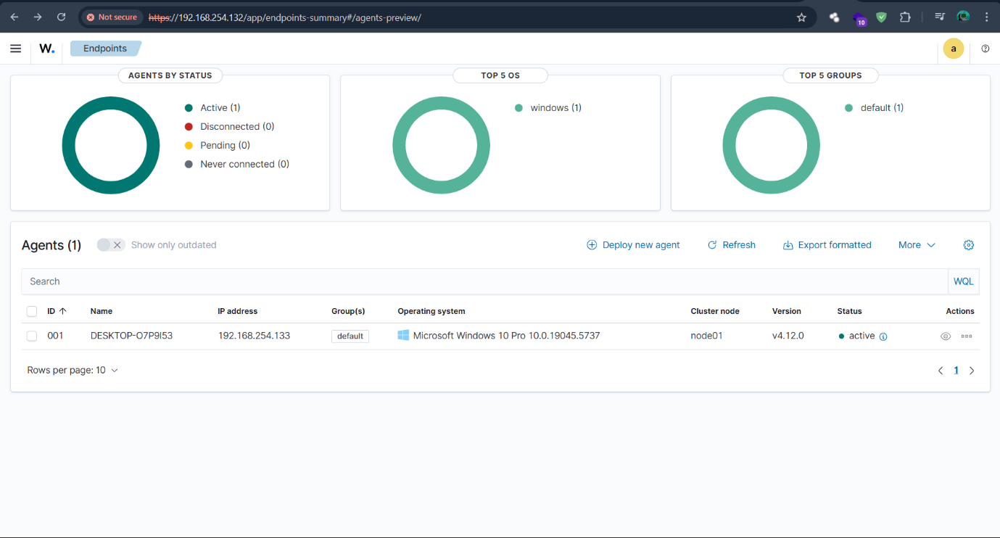 Not secure https://192.168.254.132/app/endpoints-summary#/agents-preview/ 10
W. Endpoints a
AGENTS BY STATUS
Active (1)
Disconnected (0)
Pending (0)
Never connected (0)
TOP 5 OS
windows (1)
TOP 5 GROUPS
default (1)
Agents (1) Show only outdated Deploy new agent Refresh Export formatted More
Search WQL
ID Name IP address Group(s) Operating system Cluster node Version Status Actions
001 DESKTOP-O7P9I53 192.168.254.133 default Microsoft Windows 10 Pro 10.0.19045.5737 node01 v4.12.0 active
Rows per page: 10 1